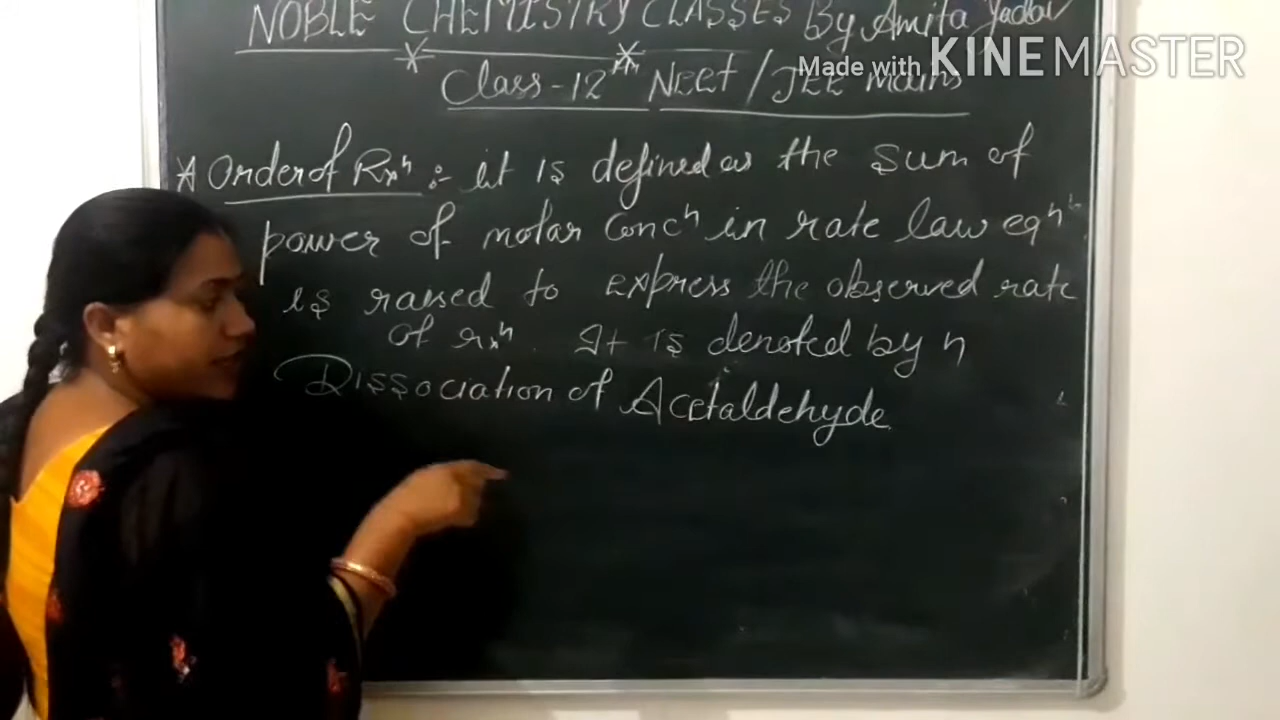 NOBLE CHEMISTRY CLASSES By Amita Yadav
Made with KINEMASTER
Class-12th NEET / JEE mains
* Order of Rxn :- it is defined as the sum of
power of molar Concn in rate law eqn
is raised to express the observed rate
of rxn. It is denoted by n
Dissociation of Acetaldehyde